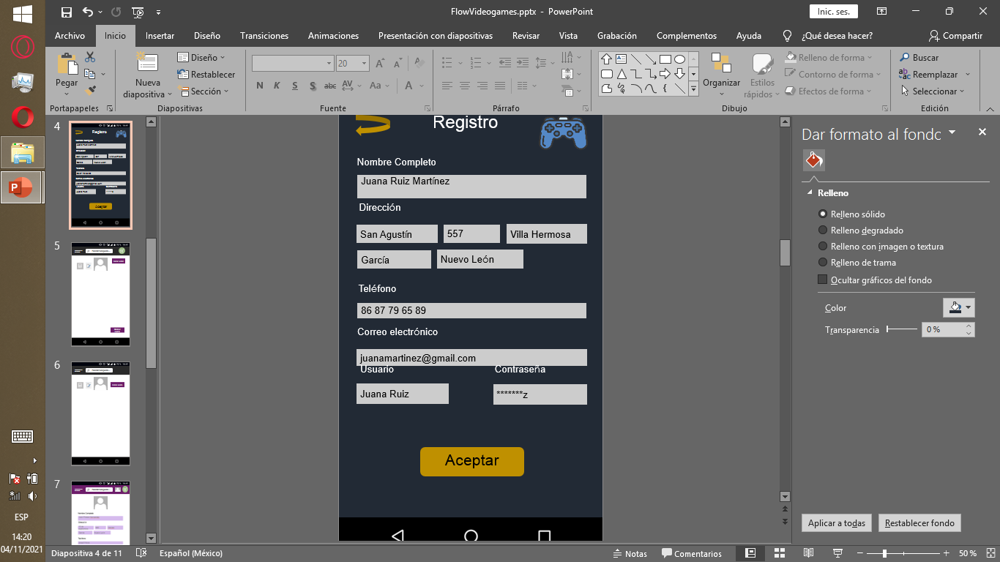 FlowVideogames.pptx - PowerPoint
Inic. ses.
Archivo Inicio Insertar Diseño Transiciones Animaciones Presentación con diapositivas Revisar Vista Grabación Complementos Ayuda ¿Qué desea hacer? Compartir
Pegar
Nueva diapositiva
Diseño
Restablecer
Sección
20
N K S S abc AV Aa A
Organizar
Estilos rápidos
Relleno de forma
Contorno de forma
Efectos de forma
Buscar
Reemplazar
Seleccionar
Portapapeles Diapositivas Fuente Párrafo Dibujo Edición
4
Registro
Aceptar
5
6
7
Registro
Nombre Completo
Juana Ruiz Martínez
Dirección
San Agustín 557 Villa Hermosa
García Nuevo León
Teléfono
86 87 79 65 89
Correo electrónico
juanamartinez@gmail.com
Usuario Contraseña
Juana Ruiz *******z
Aceptar
Dar formato al fondo
Relleno
Relleno sólido
Relleno degradado
Relleno con imagen o textura
Relleno de trama
Ocultar gráficos del fondo
Color
Transparencia 0 %
Aplicar a todas Restablecer fondo
ESP
14:20
04/11/2021
Diapositiva 4 de 11 Español (México) Notas Comentarios 50 %